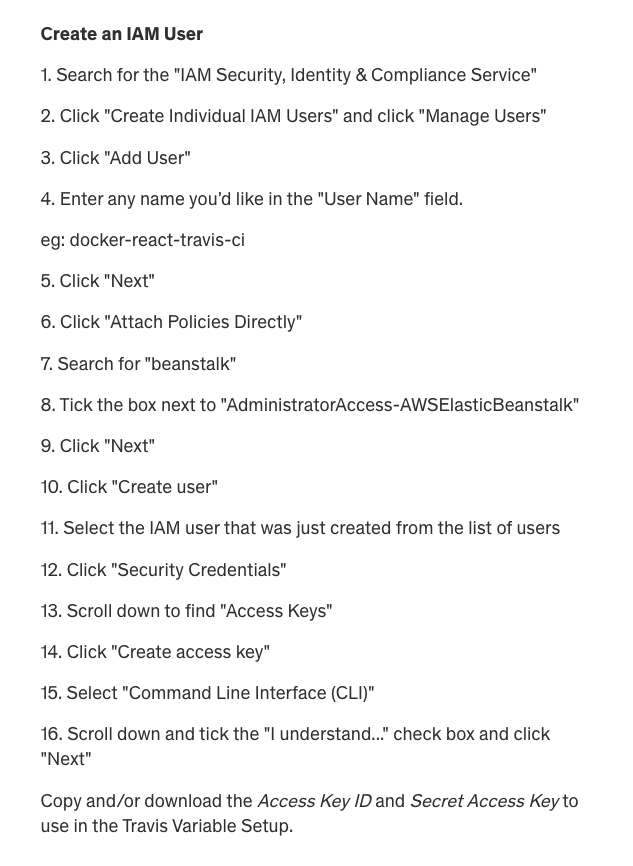 Create an IAM User
1. Search for the "IAM Security, Identity & Compliance Service"
2. Click "Create Individual IAM Users" and click "Manage Users"
3. Click "Add User"
4. Enter any name you’d like in the "User Name" field.
eg: docker-react-travis-ci
5. Click "Next"
6. Click "Attach Policies Directly"
7. Search for "beanstalk"
8. Tick the box next to "AdministratorAccess-AWSElasticBeanstalk"
9. Click "Next"
10. Click "Create user"
11. Select the IAM user that was just created from the list of users
12. Click "Security Credentials"
13. Scroll down to find "Access Keys"
14. Click "Create access key"
15. Select "Command Line Interface (CLI)"
16. Scroll down and tick the "I understand..." check box and click
"Next"
Copy and/or download the Access Key ID and Secret Access Key to
use in the Travis Variable Setup.